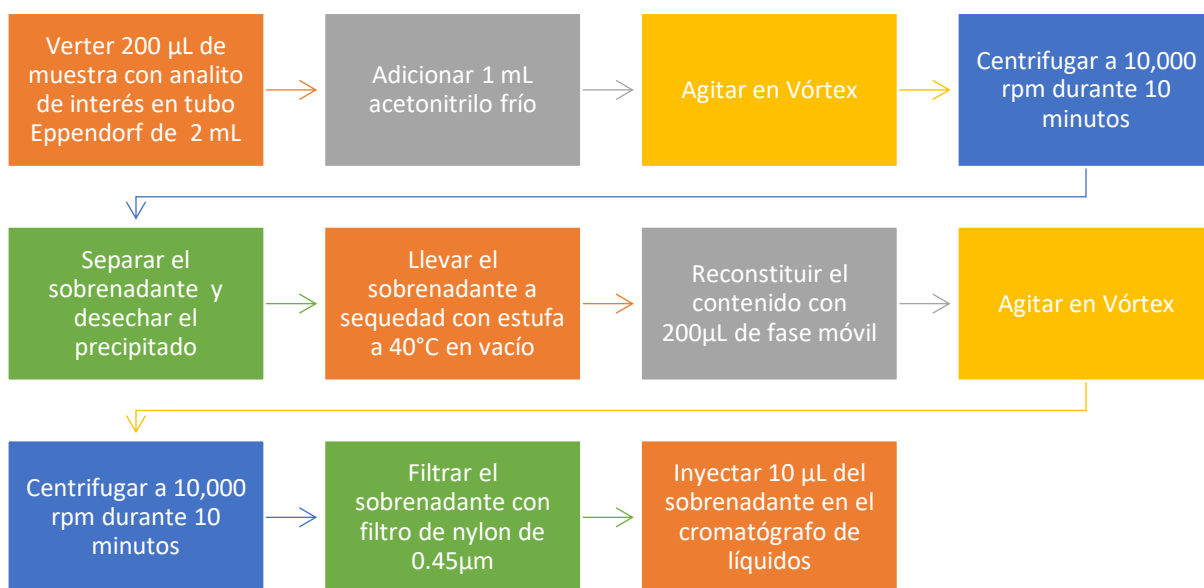 Verter 200 µL de
muestra con analito
de interés en tubo
Eppendorf de 2 mL
Adicionar 1 mL
acetonitrilo frío
Agitar en Vórtex
Centrifugar a 10,000
rpm durante 10
minutos
Separar el
sobrenadante y
desechar el
precipitado
Llevar el
sobrenadante a
sequedad con estufa
a 40°C en vacío
Reconstituir el
contenido con
200µL de fase móvil
Agitar en Vórtex
Centrifugar a 10,000
rpm durante 10
minutos
Filtrar el
sobrenadante con
filtro de nylon de
0.45µm
Inyectar 10 µL del
sobrenadante en el
cromatógrafo de
líquidos